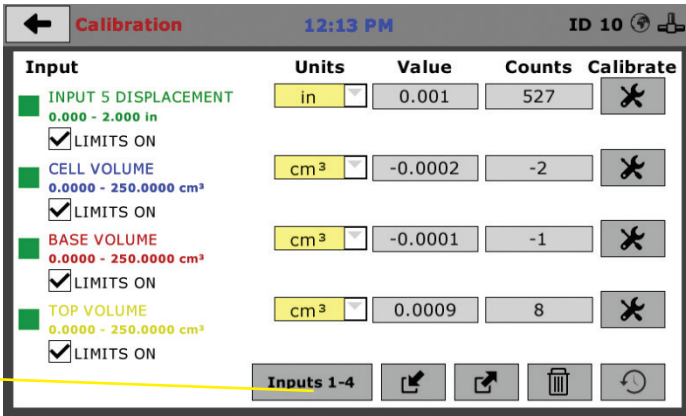 Calibration 12:13 PM ID 10
Input Units Value Counts Calibrate
INPUT 5 DISPLACEMENT in 0.001 527
0.000 - 2.000 in
LIMITS ON
CELL VOLUME cm³ -0.0002 -2
0.0000 - 250.0000 cm³
LIMITS ON
BASE VOLUME cm³ -0.0001 -1
0.0000 - 250.0000 cm³
LIMITS ON
TOP VOLUME cm³ 0.0009 8
0.0000 - 250.0000 cm³
LIMITS ON
Inputs 1-4